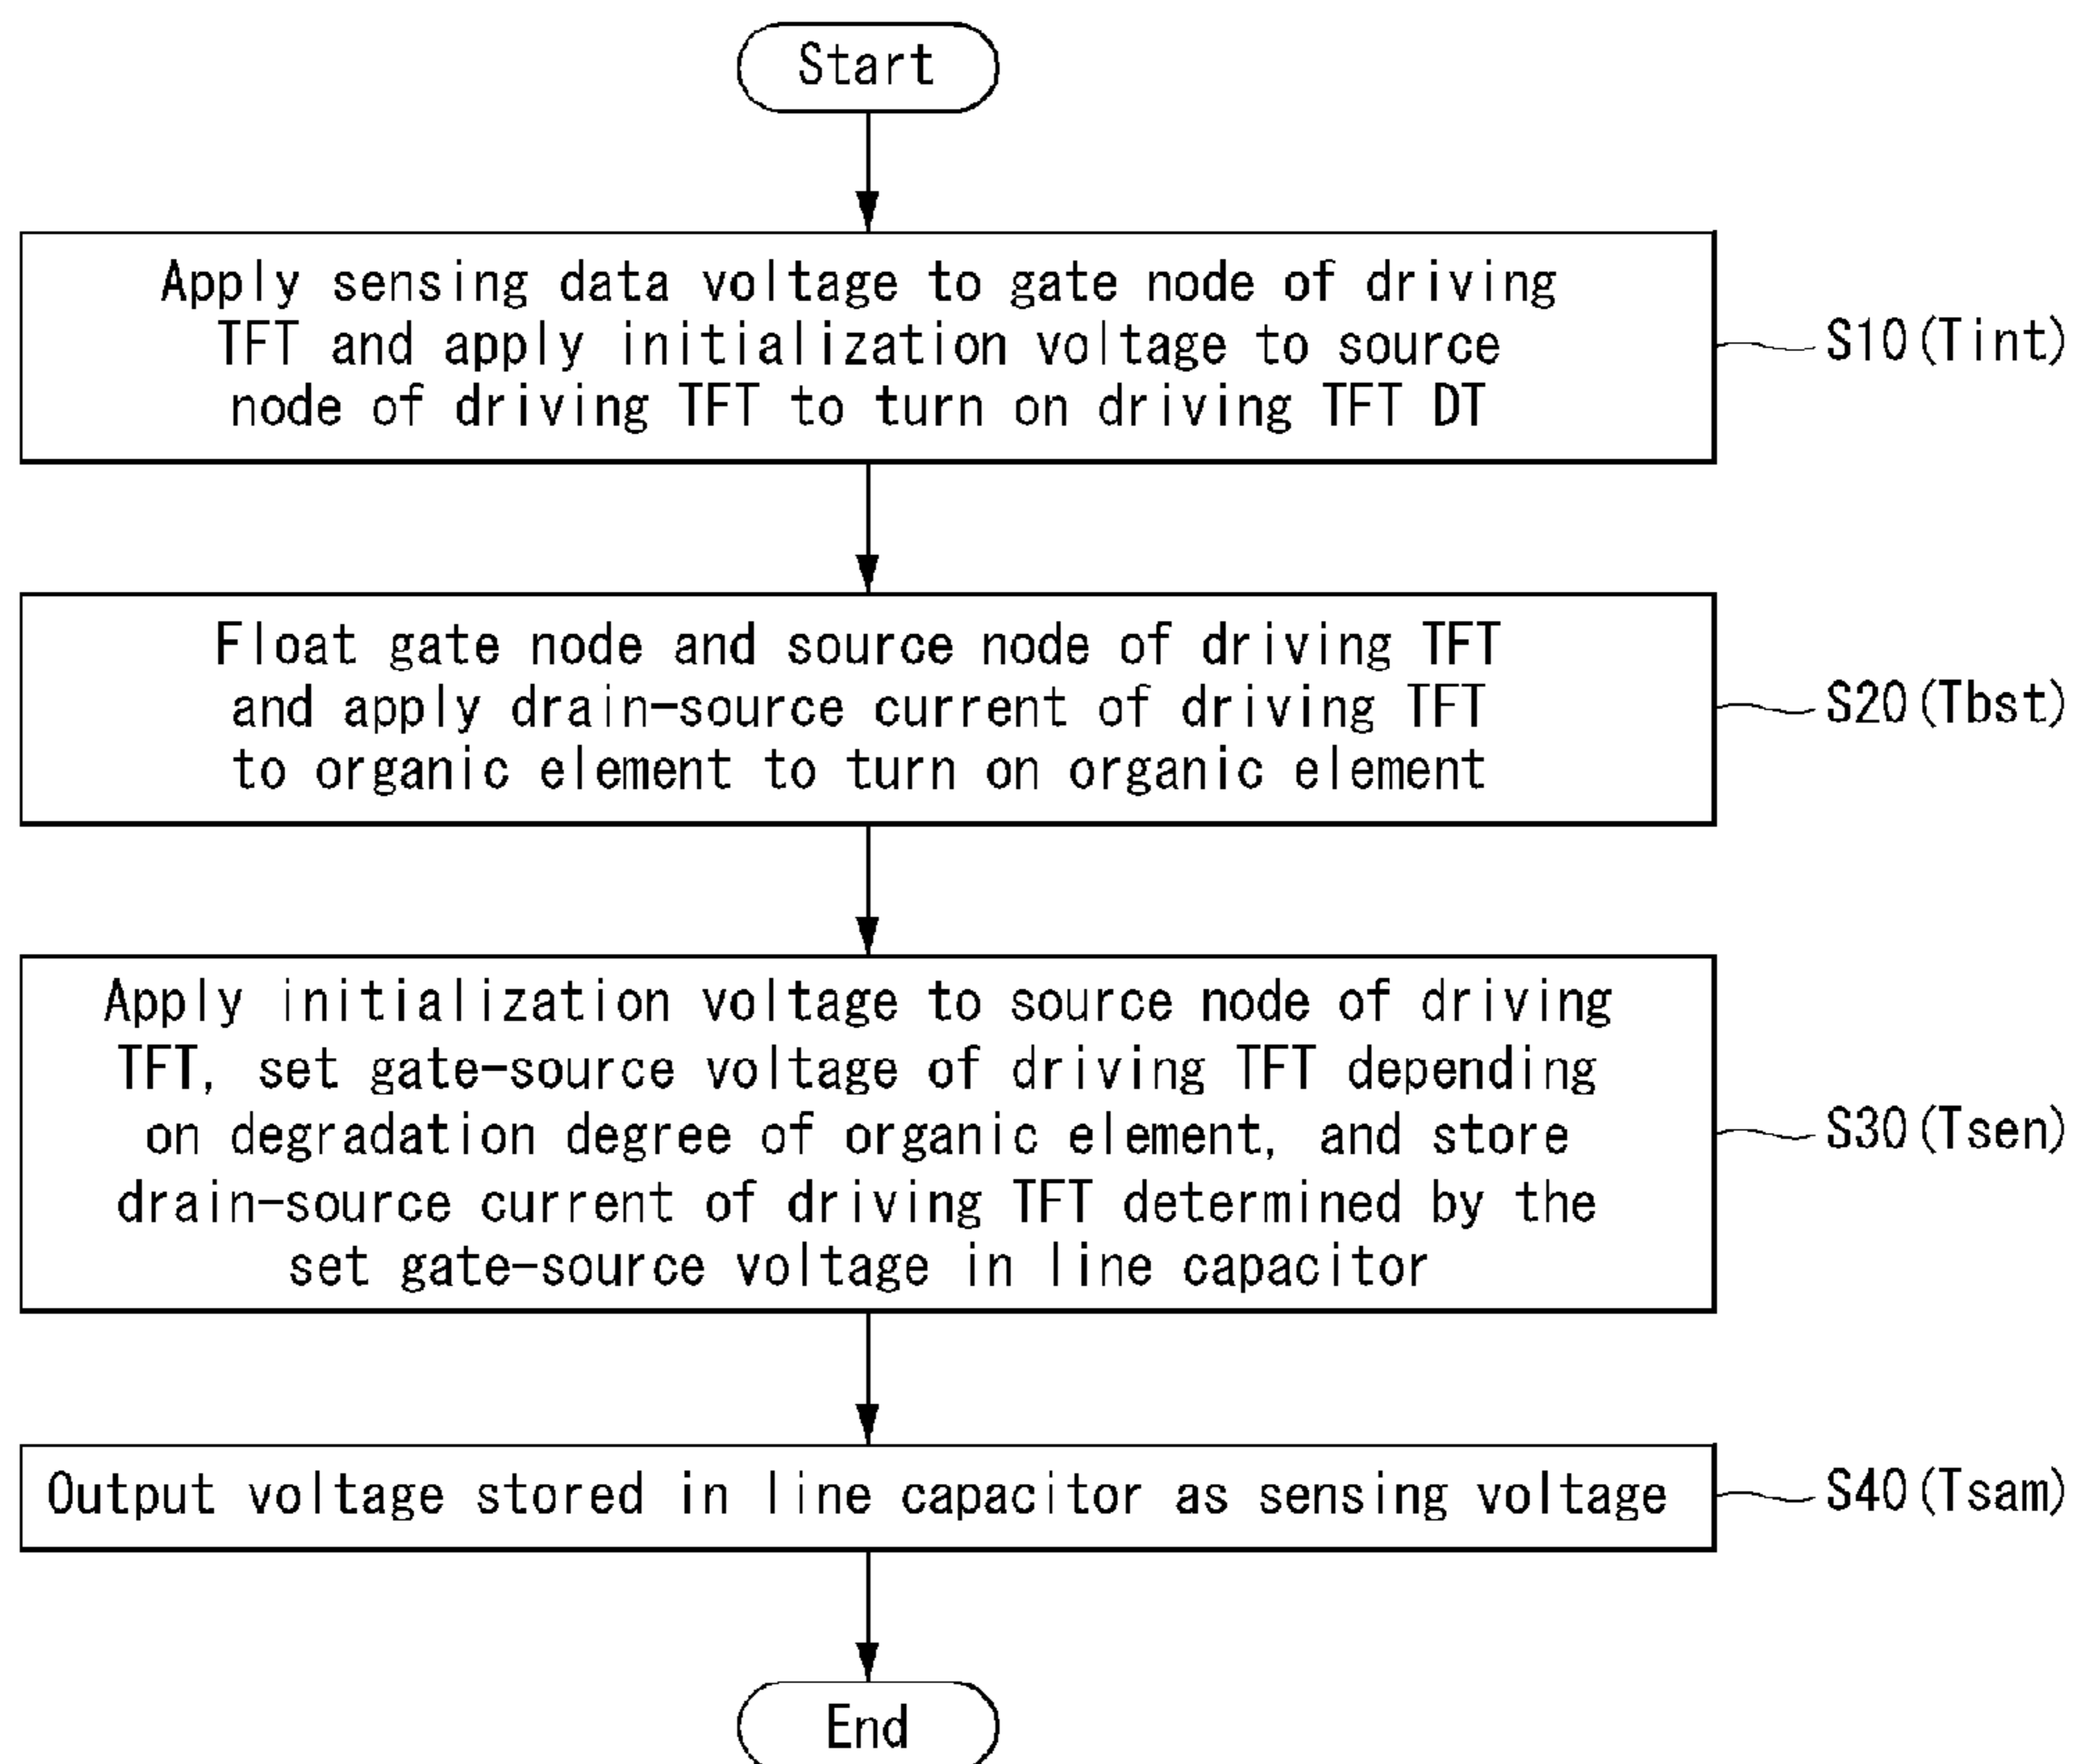 Start
Apply sensing data voltage to gate node of driving
TFT and apply initialization voltage to source
node of driving TFT to turn on driving TFT DT
S10(Tint)
Float gate node and source node of driving TFT
and apply drain-source current of driving TFT
to organic element to turn on organic element
S20(Tbst)
Apply initialization voltage to source node of driving
TFT, set gate-source voltage of driving TFT depending
on degradation degree of organic element, and store
drain-source current of driving TFT determined by the
set gate-source voltage in line capacitor
S30(Tsen)
Output voltage stored in line capacitor as sensing voltage
S40(Tsam)
End